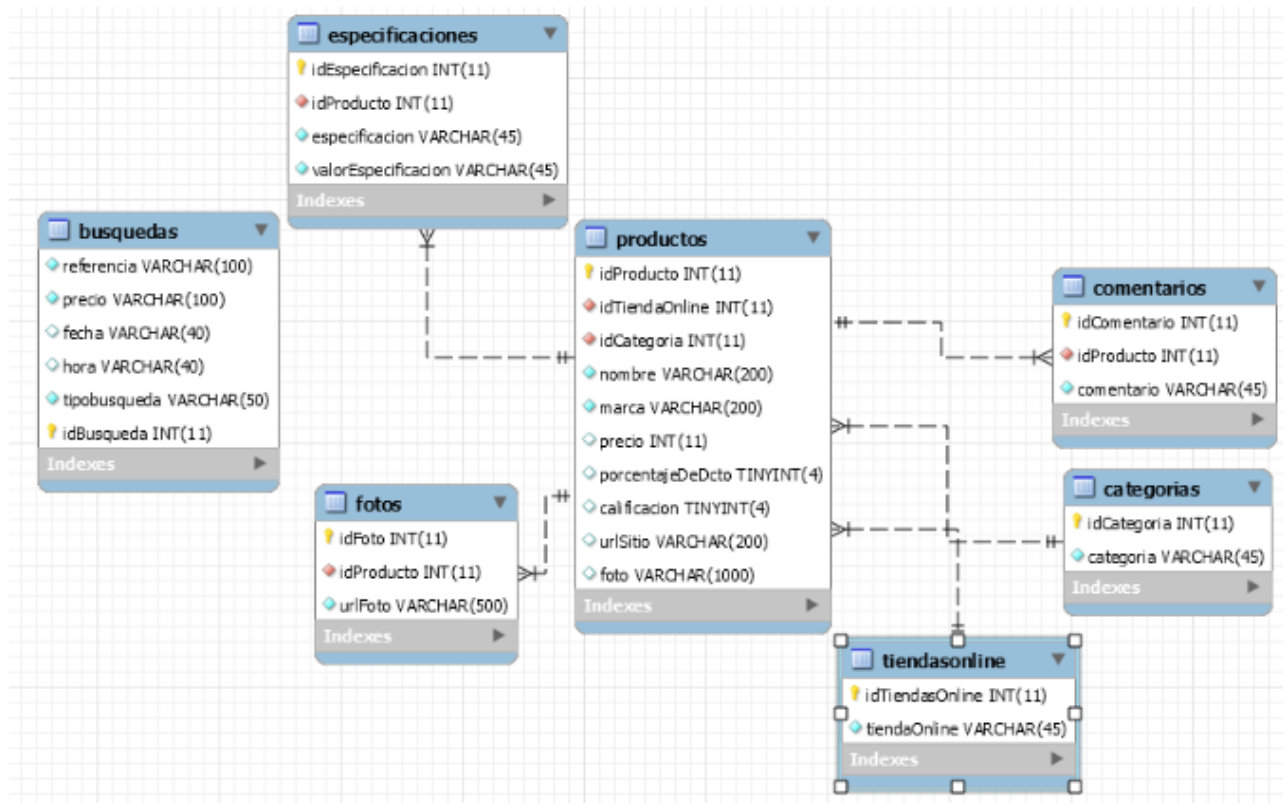 especificaciones
idEspecificacion INT(11)
idProducto INT(11)
especificacion VARCHAR(45)
valorEspecificacion VARCHAR(45)
Indexes
busquedas
referencia VARCHAR(100)
precio VARCHAR(100)
fecha VARCHAR(40)
hora VARCHAR(40)
tipobusqueda VARCHAR(50)
idBusqueda INT(11)
Indexes
productos
idProducto INT(11)
idTiendaOnline INT(11)
idCategoria INT(11)
nombre VARCHAR(200)
marca VARCHAR(200)
precio INT(11)
porcentajeDeDcto TINYINT(4)
calificacion TINYINT(4)
urlSitio VARCHAR(200)
foto VARCHAR(1000)
Indexes
comentarios
idComentario INT(11)
idProducto INT(11)
comentario VARCHAR(45)
Indexes
fotos
idFoto INT(11)
idProducto INT(11)
urlFoto VARCHAR(500)
Indexes
categorias
idCategoria INT(11)
categoria VARCHAR(45)
Indexes
tiendasonline
idTiendasOnline INT(11)
tiendaOnline VARCHAR(45)
Indexes